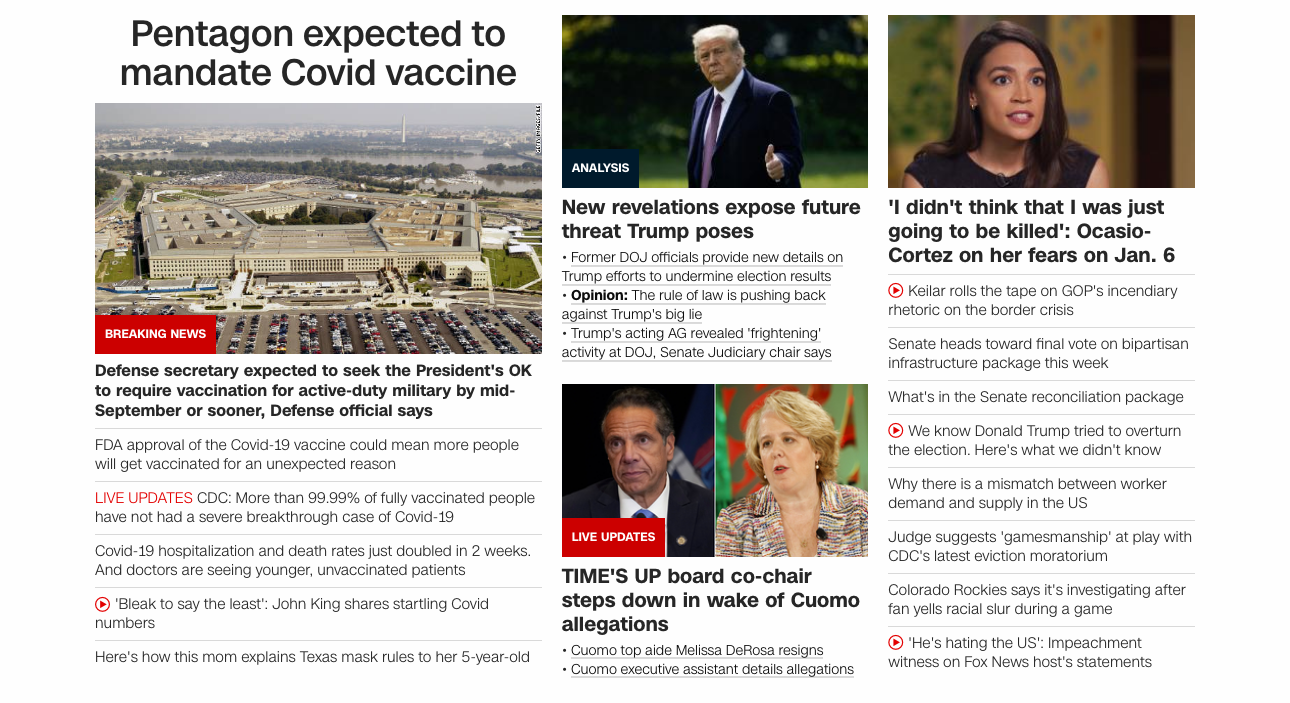 Pentagon expected to
mandate Covid vaccine
GETTY IMAGES/FILE
BREAKING NEWS
Defense secretary expected to seek the President's OK
to require vaccination for active-duty military by mid-
September or sooner, Defense official says
FDA approval of the Covid-19 vaccine could mean more people
will get vaccinated for an unexpected reason
LIVE UPDATES CDC: More than 99.99% of fully vaccinated people
have not had a severe breakthrough case of Covid-19
Covid-19 hospitalization and death rates just doubled in 2 weeks.
And doctors are seeing younger, unvaccinated patients
'Bleak to say the least': John King shares startling Covid
numbers
Here's how this mom explains Texas mask rules to her 5-year-old
ANALYSIS
New revelations expose future
threat Trump poses
• Former DOJ officials provide new details on
Trump efforts to undermine election results
• Opinion: The rule of law is pushing back
against Trump's big lie
• Trump's acting AG revealed 'frightening'
activity at DOJ, Senate Judiciary chair says
LIVE UPDATES
TIME'S UP board co-chair
steps down in wake of Cuomo
allegations
• Cuomo top aide Melissa DeRosa resigns
• Cuomo executive assistant details allegations
'I didn't think that I was just
going to be killed': Ocasio-
Cortez on her fears on Jan. 6
Keilar rolls the tape on GOP's incendiary
rhetoric on the border crisis
Senate heads toward final vote on bipartisan
infrastructure package this week
What's in the Senate reconciliation package
We know Donald Trump tried to overturn
the election. Here's what we didn't know
Why there is a mismatch between worker
demand and supply in the US
Judge suggests 'gamesmanship' at play with
CDC's latest eviction moratorium
Colorado Rockies says it's investigating after
fan yells racial slur during a game
'He's hating the US': Impeachment
witness on Fox News host's statements